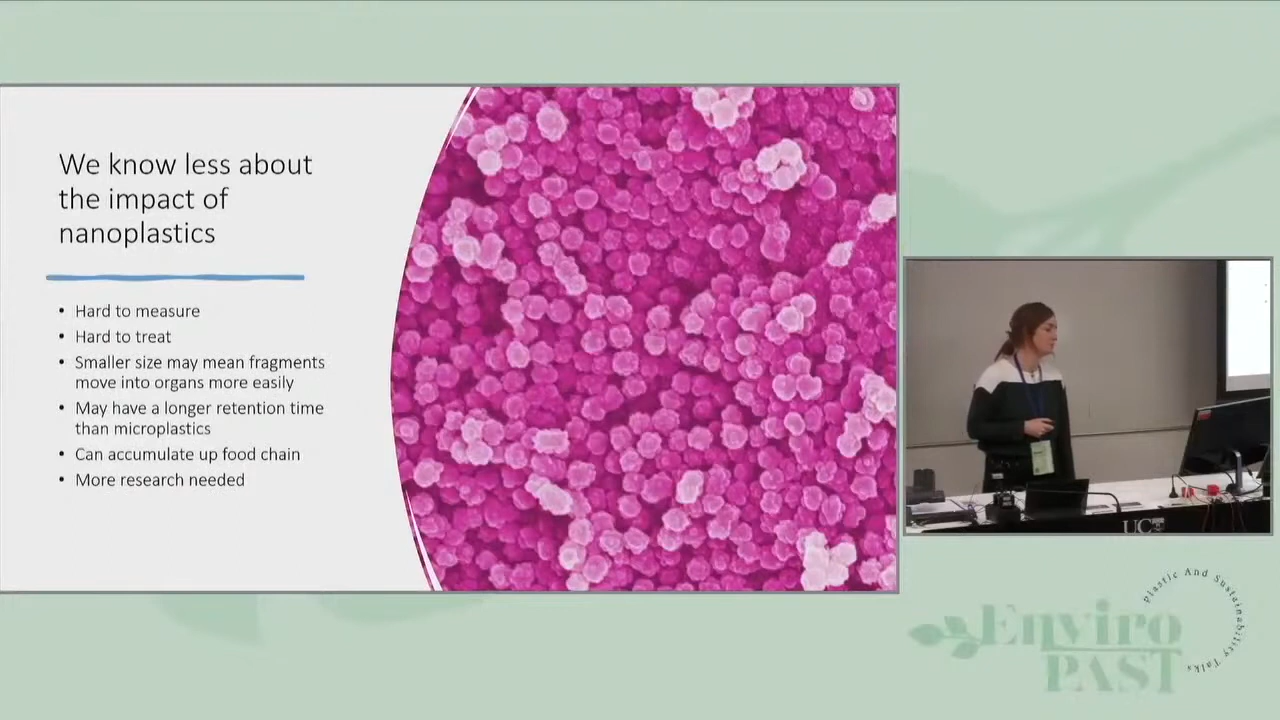 We know less about
the impact of
nanoplastics
• Hard to measure
• Hard to treat
• Smaller size may mean fragments
move into organs more easily
• May have a longer retention time
than microplastics
• Can accumulate up food chain
• More research needed
UC
Plastic And Sustainability Talks
Enviro
PAST